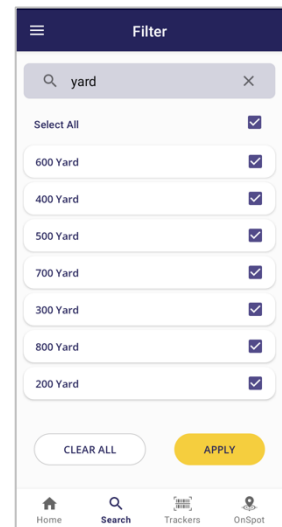 Filter
yard
Select All
600 Yard
400 Yard
500 Yard
700 Yard
300 Yard
800 Yard
200 Yard
CLEAR ALL APPLY
Home Search Trackers OnSpot